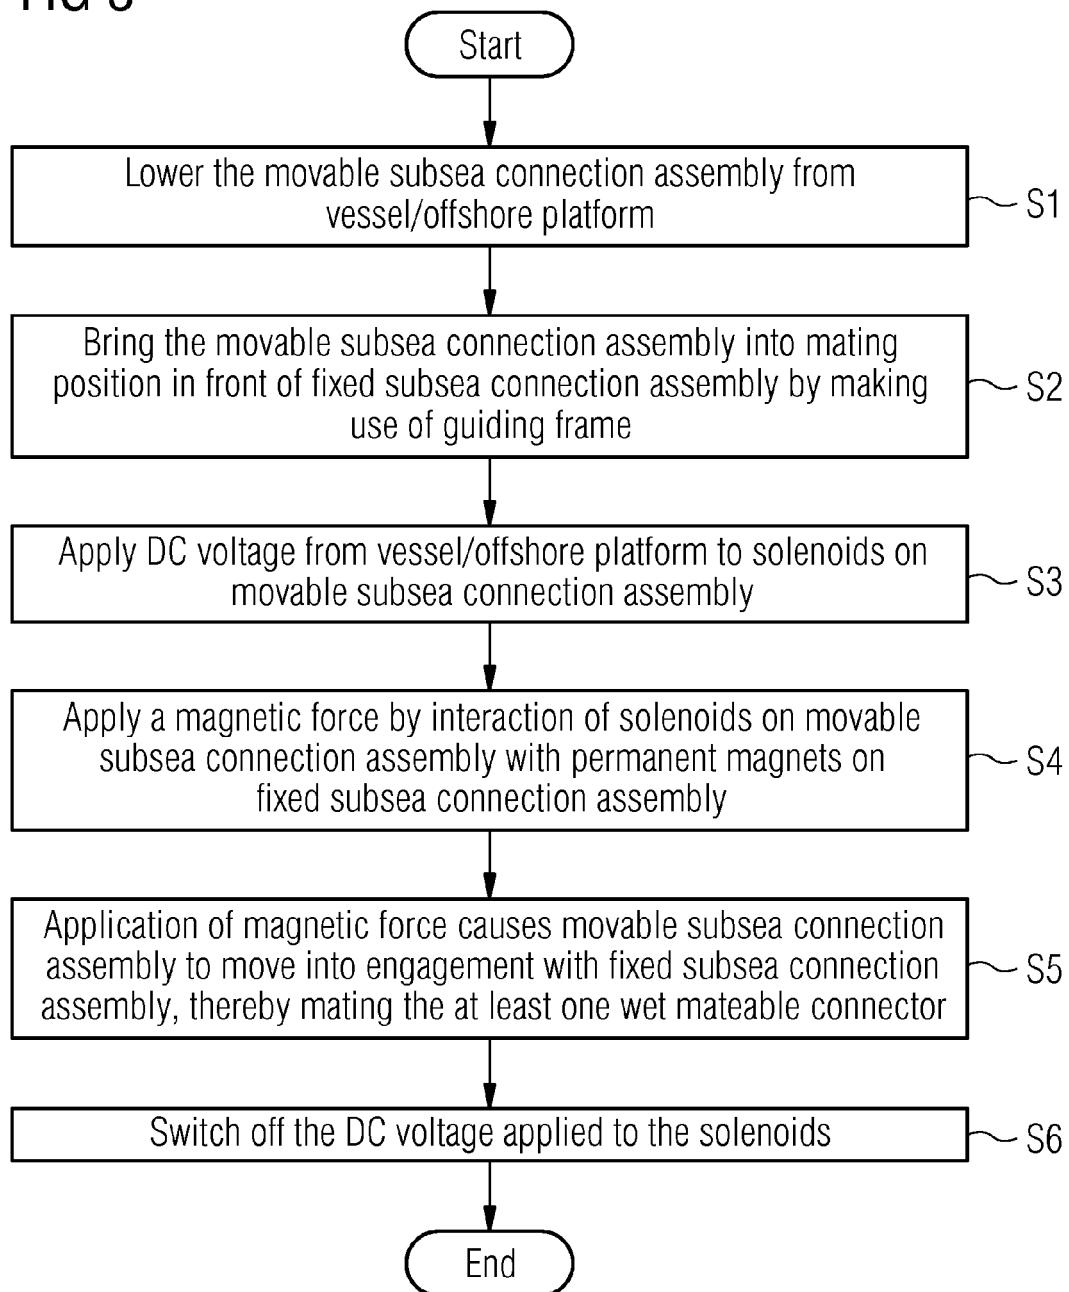 Start
Lower the movable subsea connection assembly from
vessel/offshore platform
S1
Bring the movable subsea connection assembly into mating
position in front of fixed subsea connection assembly by making
use of guiding frame
S2
Apply DC voltage from vessel/offshore platform to solenoids on
movable subsea connection assembly
S3
Apply a magnetic force by interaction of solenoids on movable
subsea connection assembly with permanent magnets on
fixed subsea connection assembly
S4
Application of magnetic force causes movable subsea connection
assembly to move into engagement with fixed subsea connection
assembly, thereby mating the at least one wet mateable connector
S5
Switch off the DC voltage applied to the solenoids
S6
End